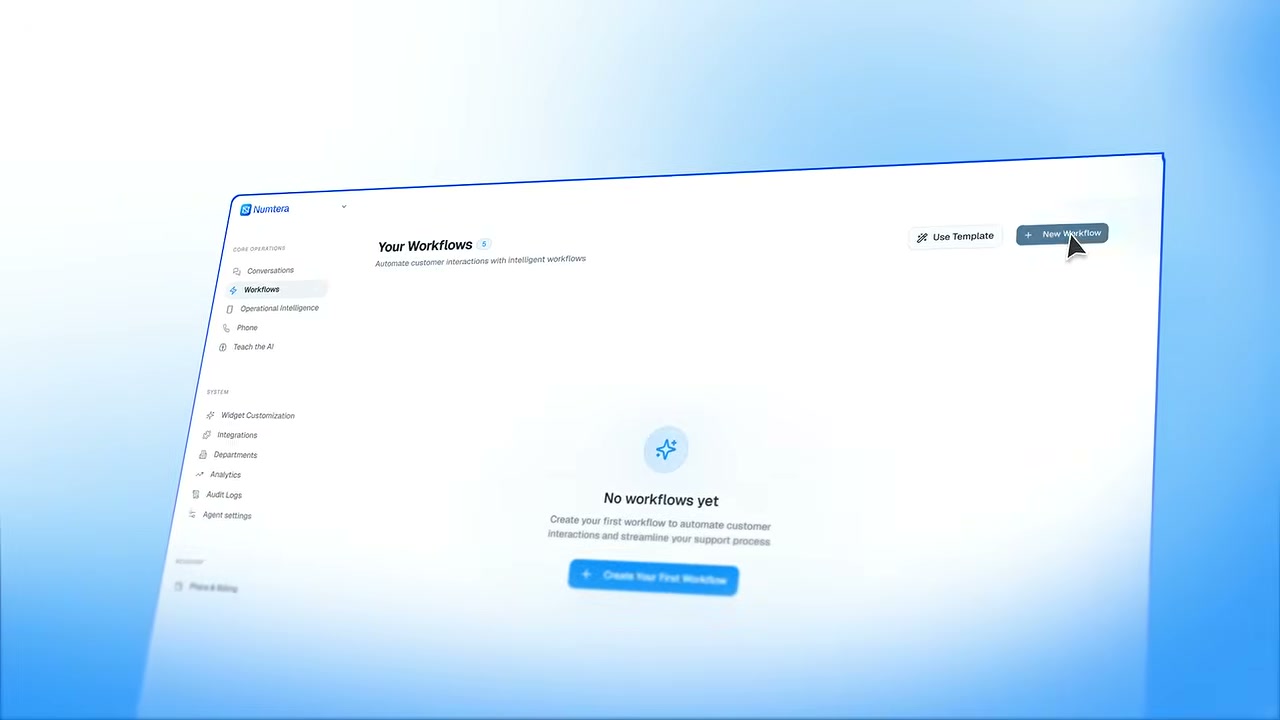 Numtera
CORE OPERATIONS
Conversations
Workflows
Operational Intelligence
Phone
Teach the AI
SYSTEM
Widget Customization
Integrations
Departments
Analytics
Audit Logs
Agent settings
Plans & Billing
Your Workflows 5
Automate customer interactions with intelligent workflows
Use Template
+ New Workflow
No workflows yet
Create your first workflow to automate customer
interactions and streamline your support process
+ Create Your First Workflow